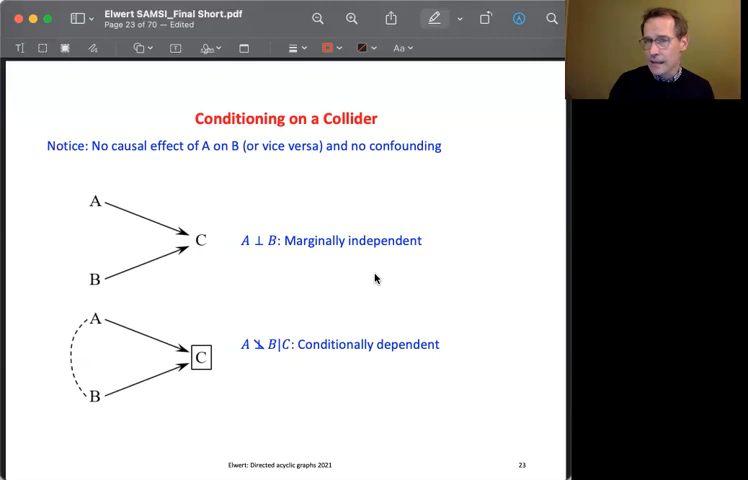 Elwert SAMSI_Final Short.pdf
Page 23 of 70 — Edited
Aa
Conditioning on a Collider
Notice: No causal effect of A on B (or vice versa) and no confounding
A
C
A ⊥ B: Marginally independent
B
A
C
B|C: Conditionally dependent
B
Elwert: Directed acyclic graphs 2021
23